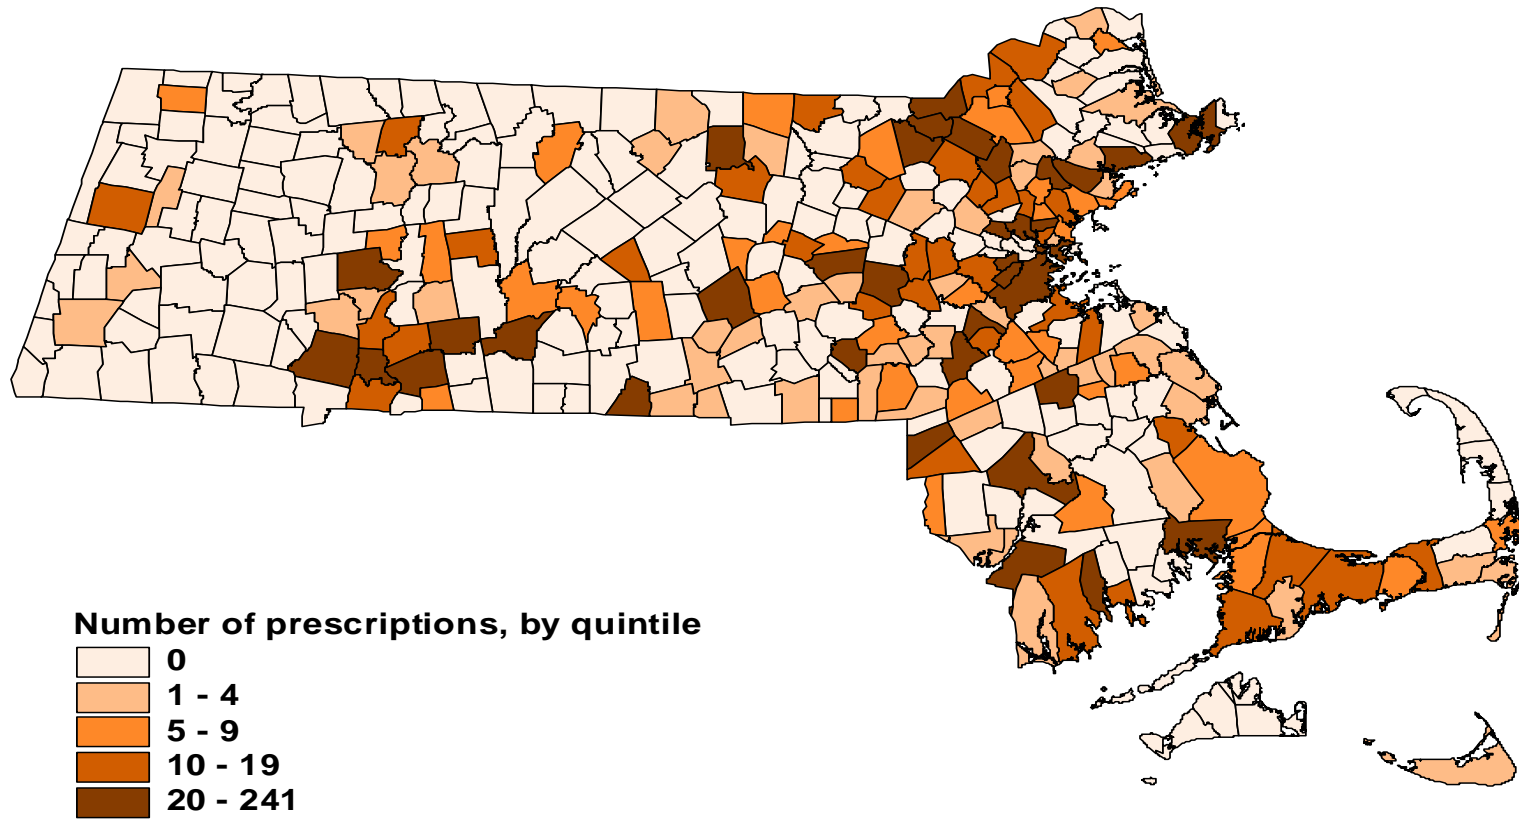 Number of prescriptions, by quintile
0
1 - 4
5 - 9
10 - 19
20 - 241